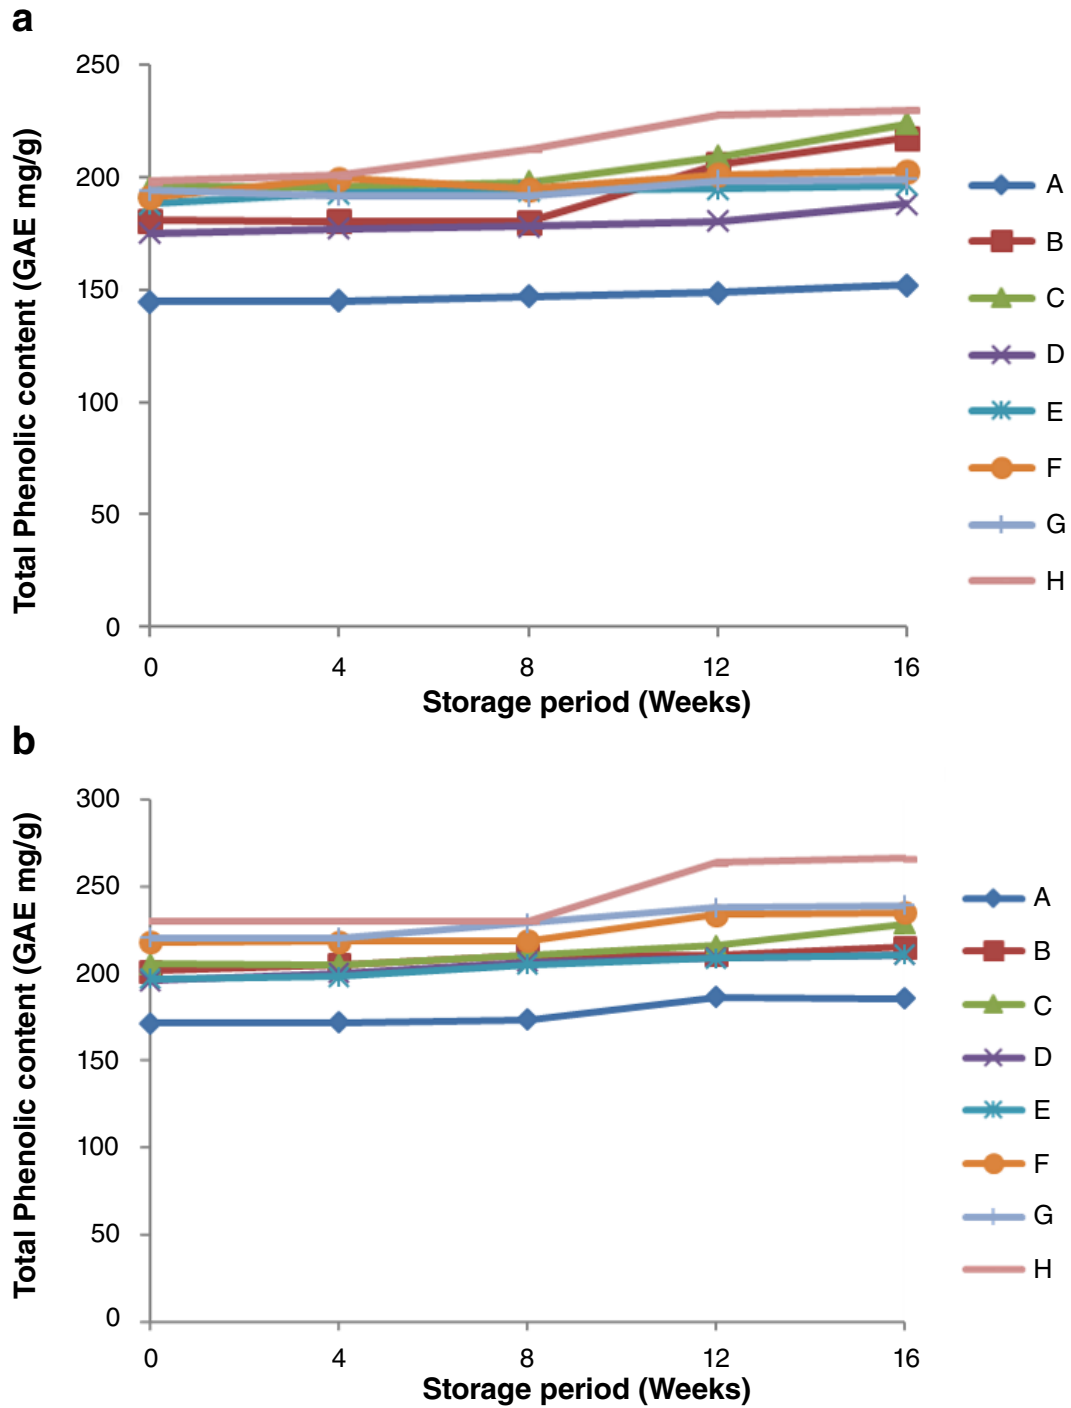 a
Total Phenolic content (GAE mg/g)
250
200
150
100
50
0
0 4 8 12 16
Storage period (Weeks)
A
B
C
D
E
F
G
H
b
Total Phenolic content (GAE mg/g)
300
250
200
150
100
50
0
0 4 8 12 16
Storage period (Weeks)
A
B
C
D
E
F
G
H